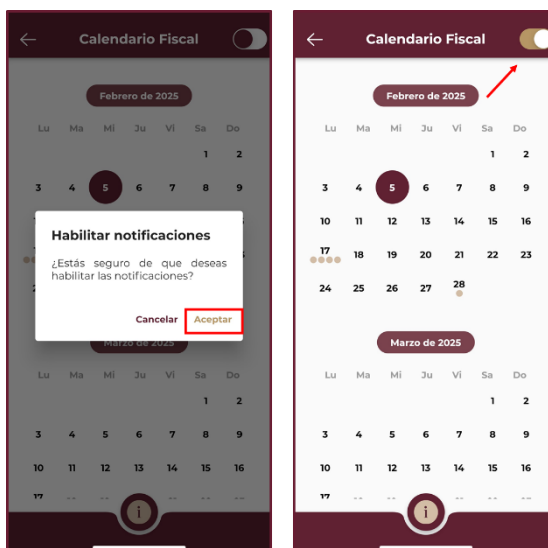 Calendario Fiscal
Febrero de 2025
Lu Ma Mi Ju Vi Sa Do
1 2
3 4 5 6 7 8 9
Habilitar notificaciones
¿Estás seguro de que deseas
habilitar las notificaciones?
Cancelar Aceptar
Marzo de 2025
Lu Ma Mi Ju Vi Sa Do
1 2
3 4 5 6 7 8 9
10 11 12 13 14 15 16
17
i
Calendario Fiscal
Febrero de 2025
Lu Ma Mi Ju Vi Sa Do
1 2
3 4 5 6 7 8 9
10 11 12 13 14 15 16
17 18 19 20 21 22 23
24 25 26 27 28
Marzo de 2025
Lu Ma Mi Ju Vi Sa Do
1 2
3 4 5 6 7 8 9
10 11 12 13 14 15 16
17
i